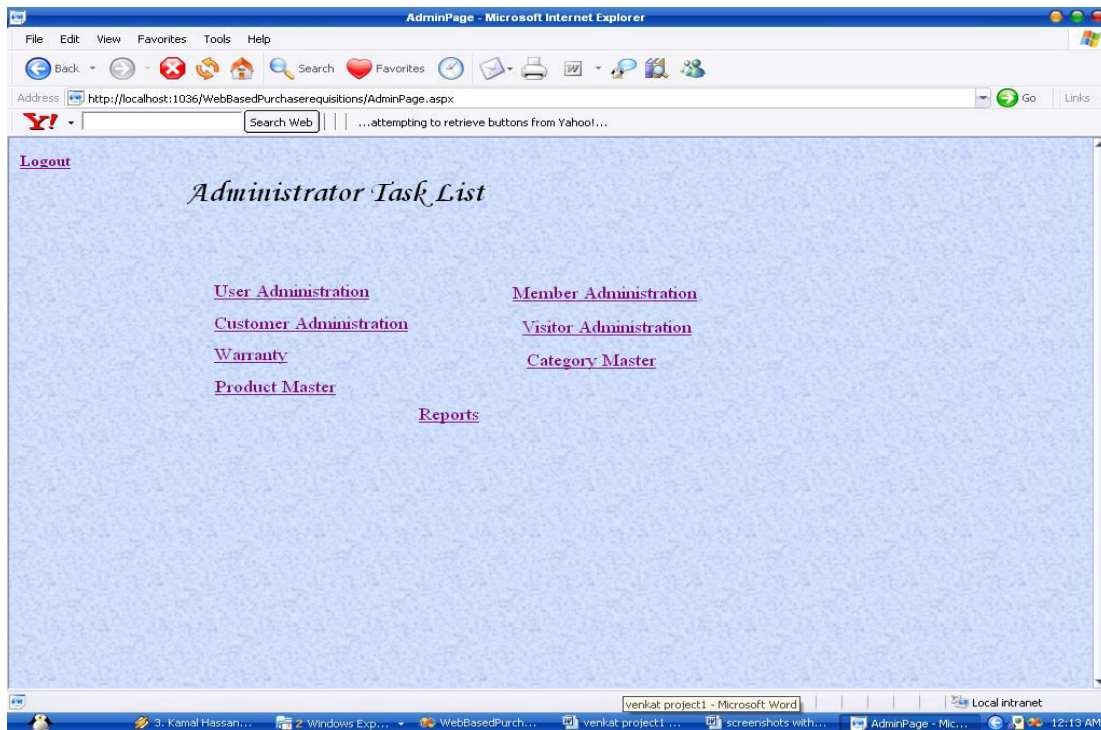 AdminPage - Microsoft Internet Explorer
File Edit View Favorites Tools Help
Back Search Favorites
Address http://localhost:1036/WebBasedPurchaserequisitions/AdminPage.aspx Go Links
Y! Search Web ...attempting to retrieve buttons from Yahoo!...
Logout
Administrator Task List
User Administration Member Administration
Customer Administration Visitor Administration
Warranty Category Master
Product Master
Reports
venkat project1 - Microsoft Word Local intranet
3. Kamal Hassan... 2 Windows Exp... WebBasedPurch... venkat project1 ... screenshots with... AdminPage - Mic... 12:13 AM